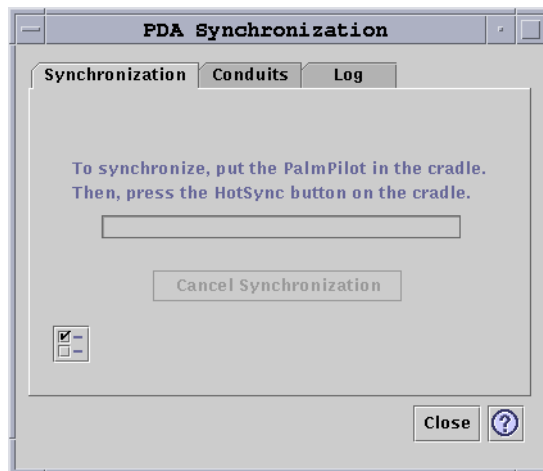 PDA Synchronization
Synchronization Conduits Log
To synchronize, put the PalmPilot in the cradle.
Then, press the HotSync button on the cradle.
Cancel Synchronization
Close ?